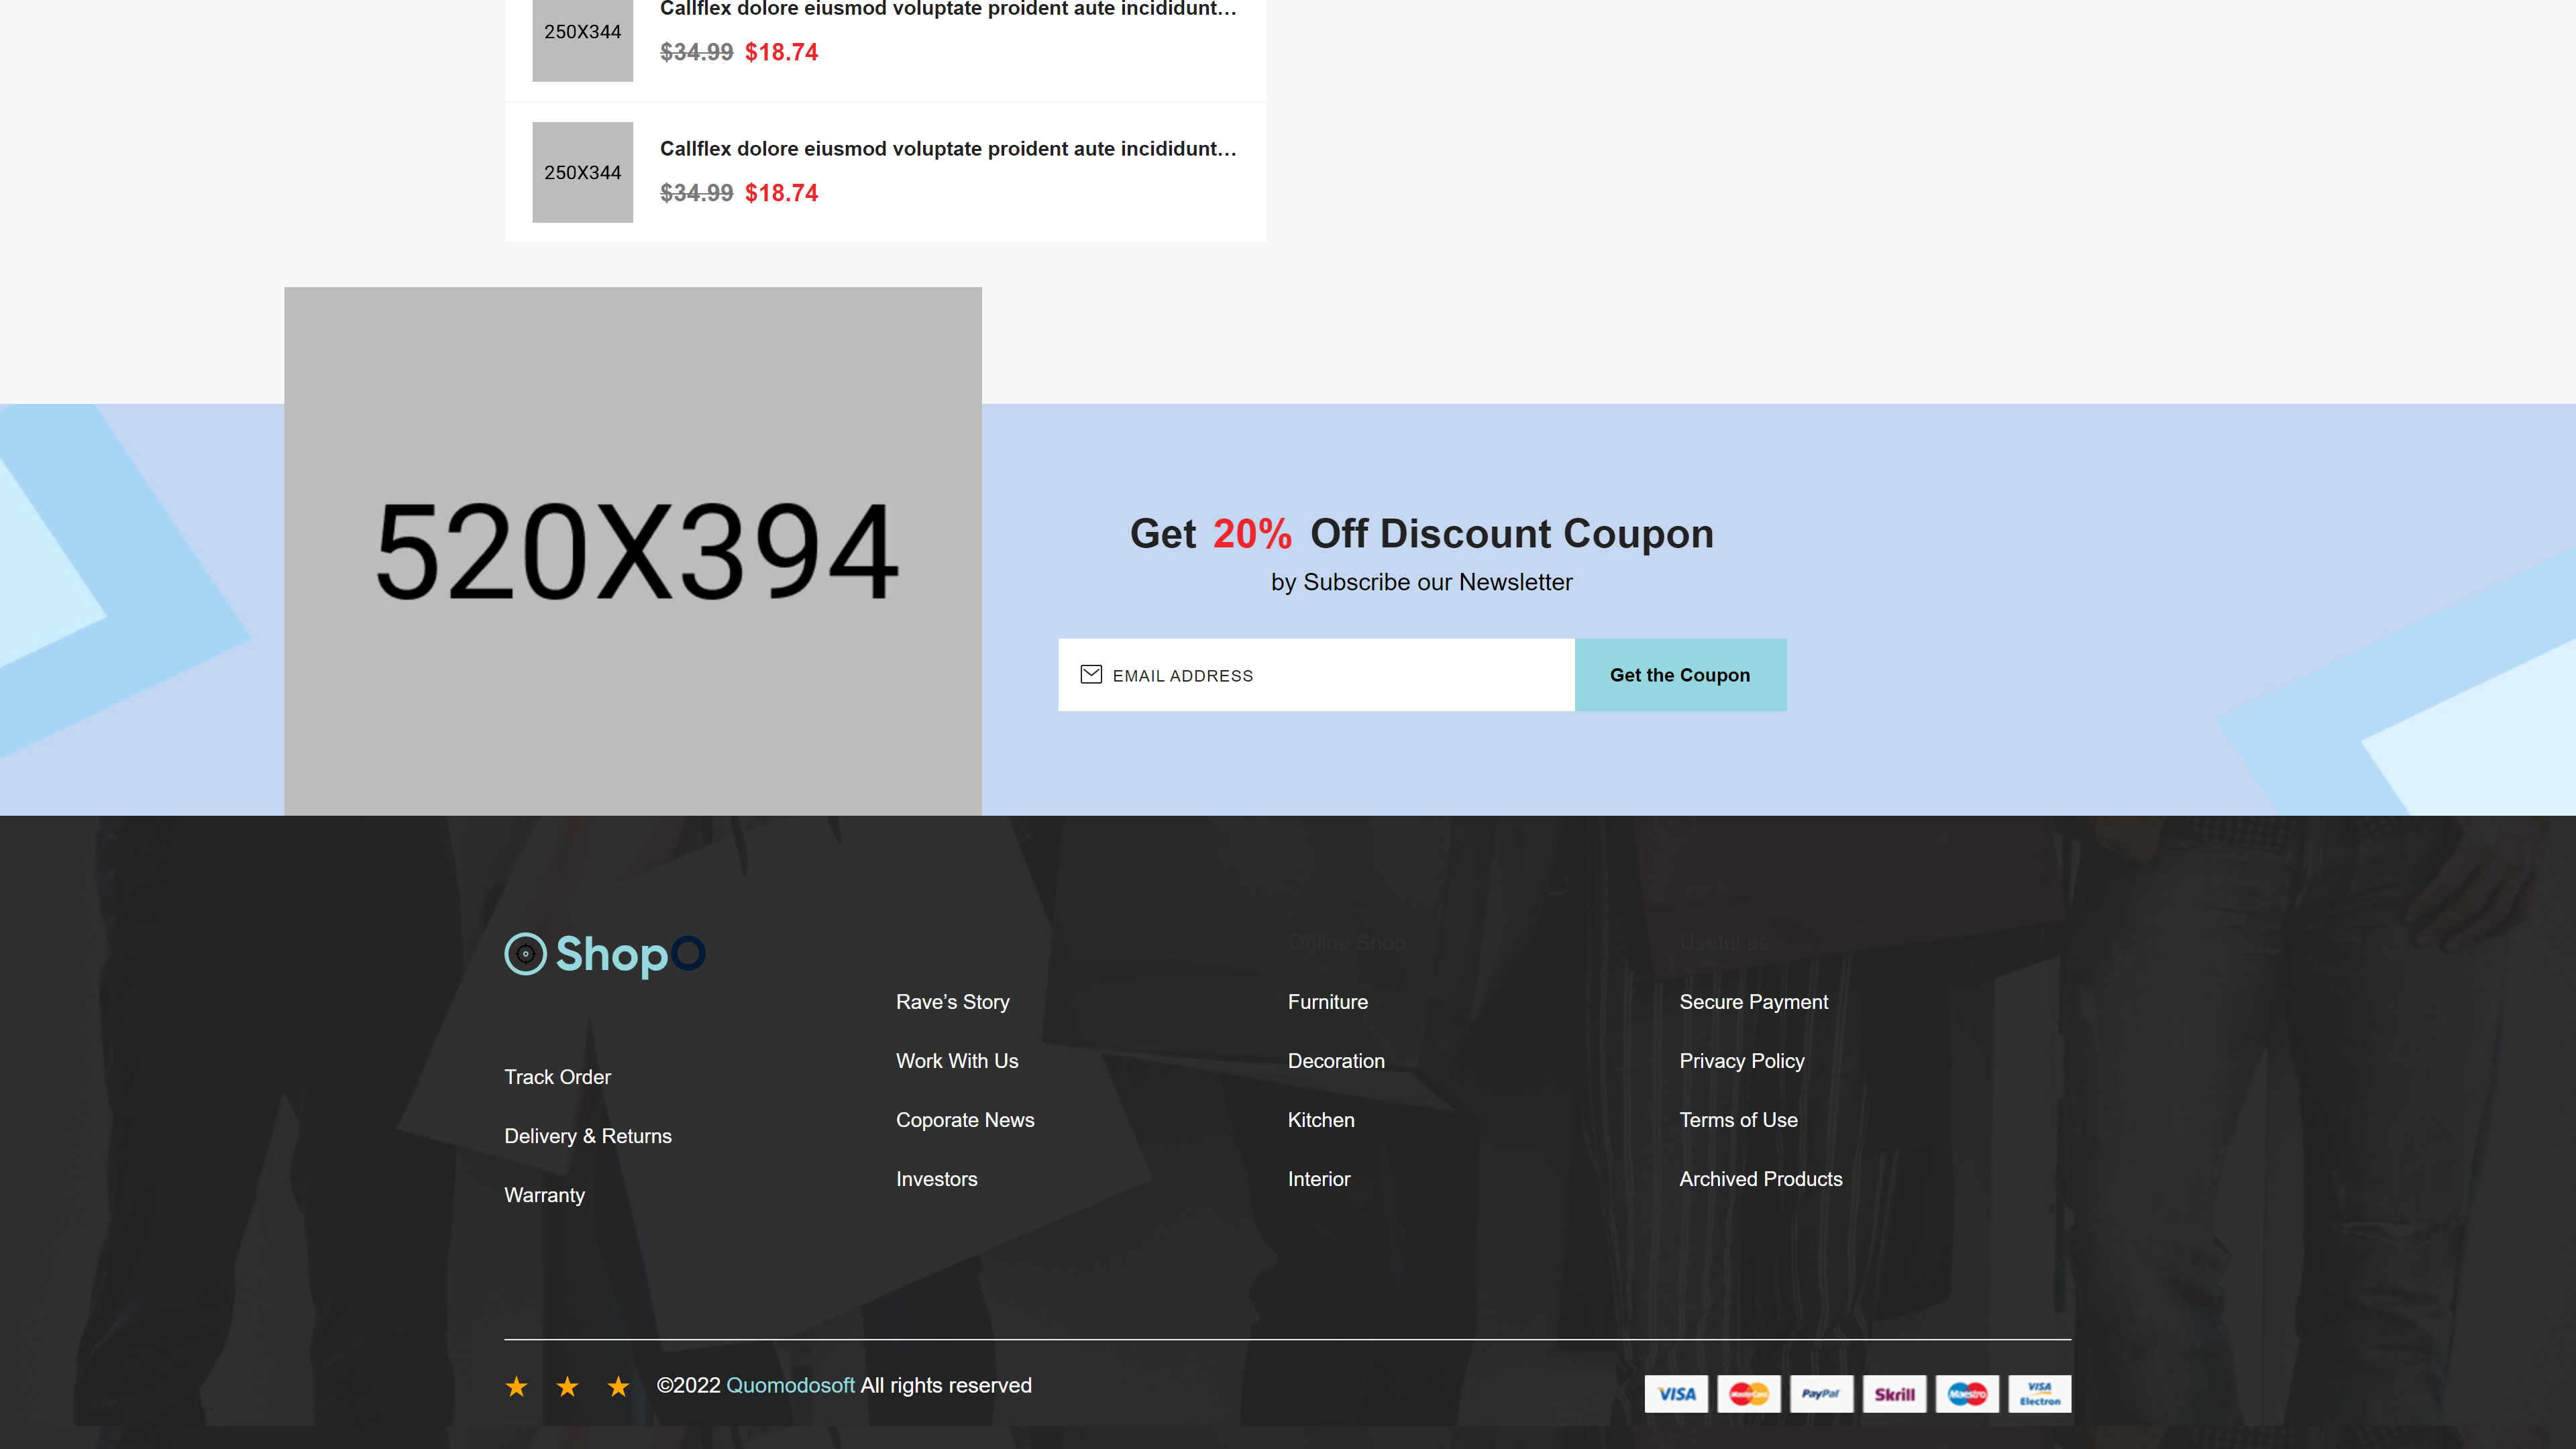 250X344
Callflex dolore eiusmod voluptate proident aute incididunt...
$34.99 $18.74
250X344
Callflex dolore eiusmod voluptate proident aute incididunt...
$34.99 $18.74
520X394
Get 20% Off Discount Coupon
by Subscribe our Newsletter
EMAIL ADDRESS
Get the Coupon
ShopO
Track Order
Delivery & Returns
Warranty
Rave’s Story
Work With Us
Coporate News
Investors
Online Shop
Furniture
Decoration
Kitchen
Interior
Useful as
Secure Payment
Privacy Policy
Terms of Use
Archived Products
©2022 Quomodosoft All rights reserved
VISA
MasterCard
PayPal
Skrill
Maestro
VISA
Electron